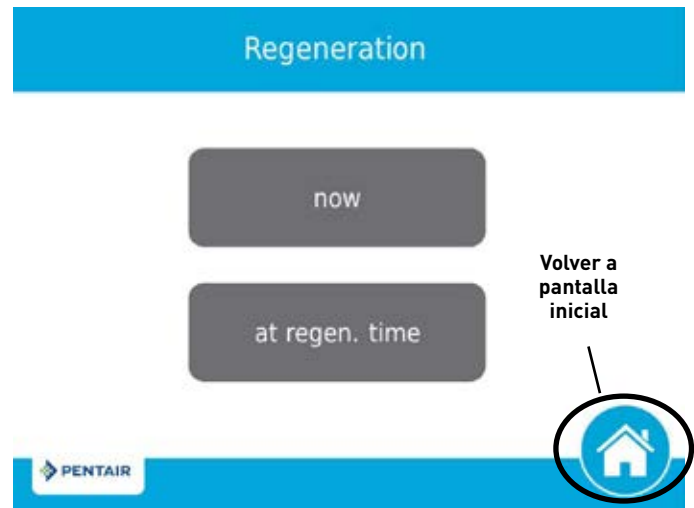 Regeneration
now
Volver a
pantalla
inicial
at regen. time
PENTAIR